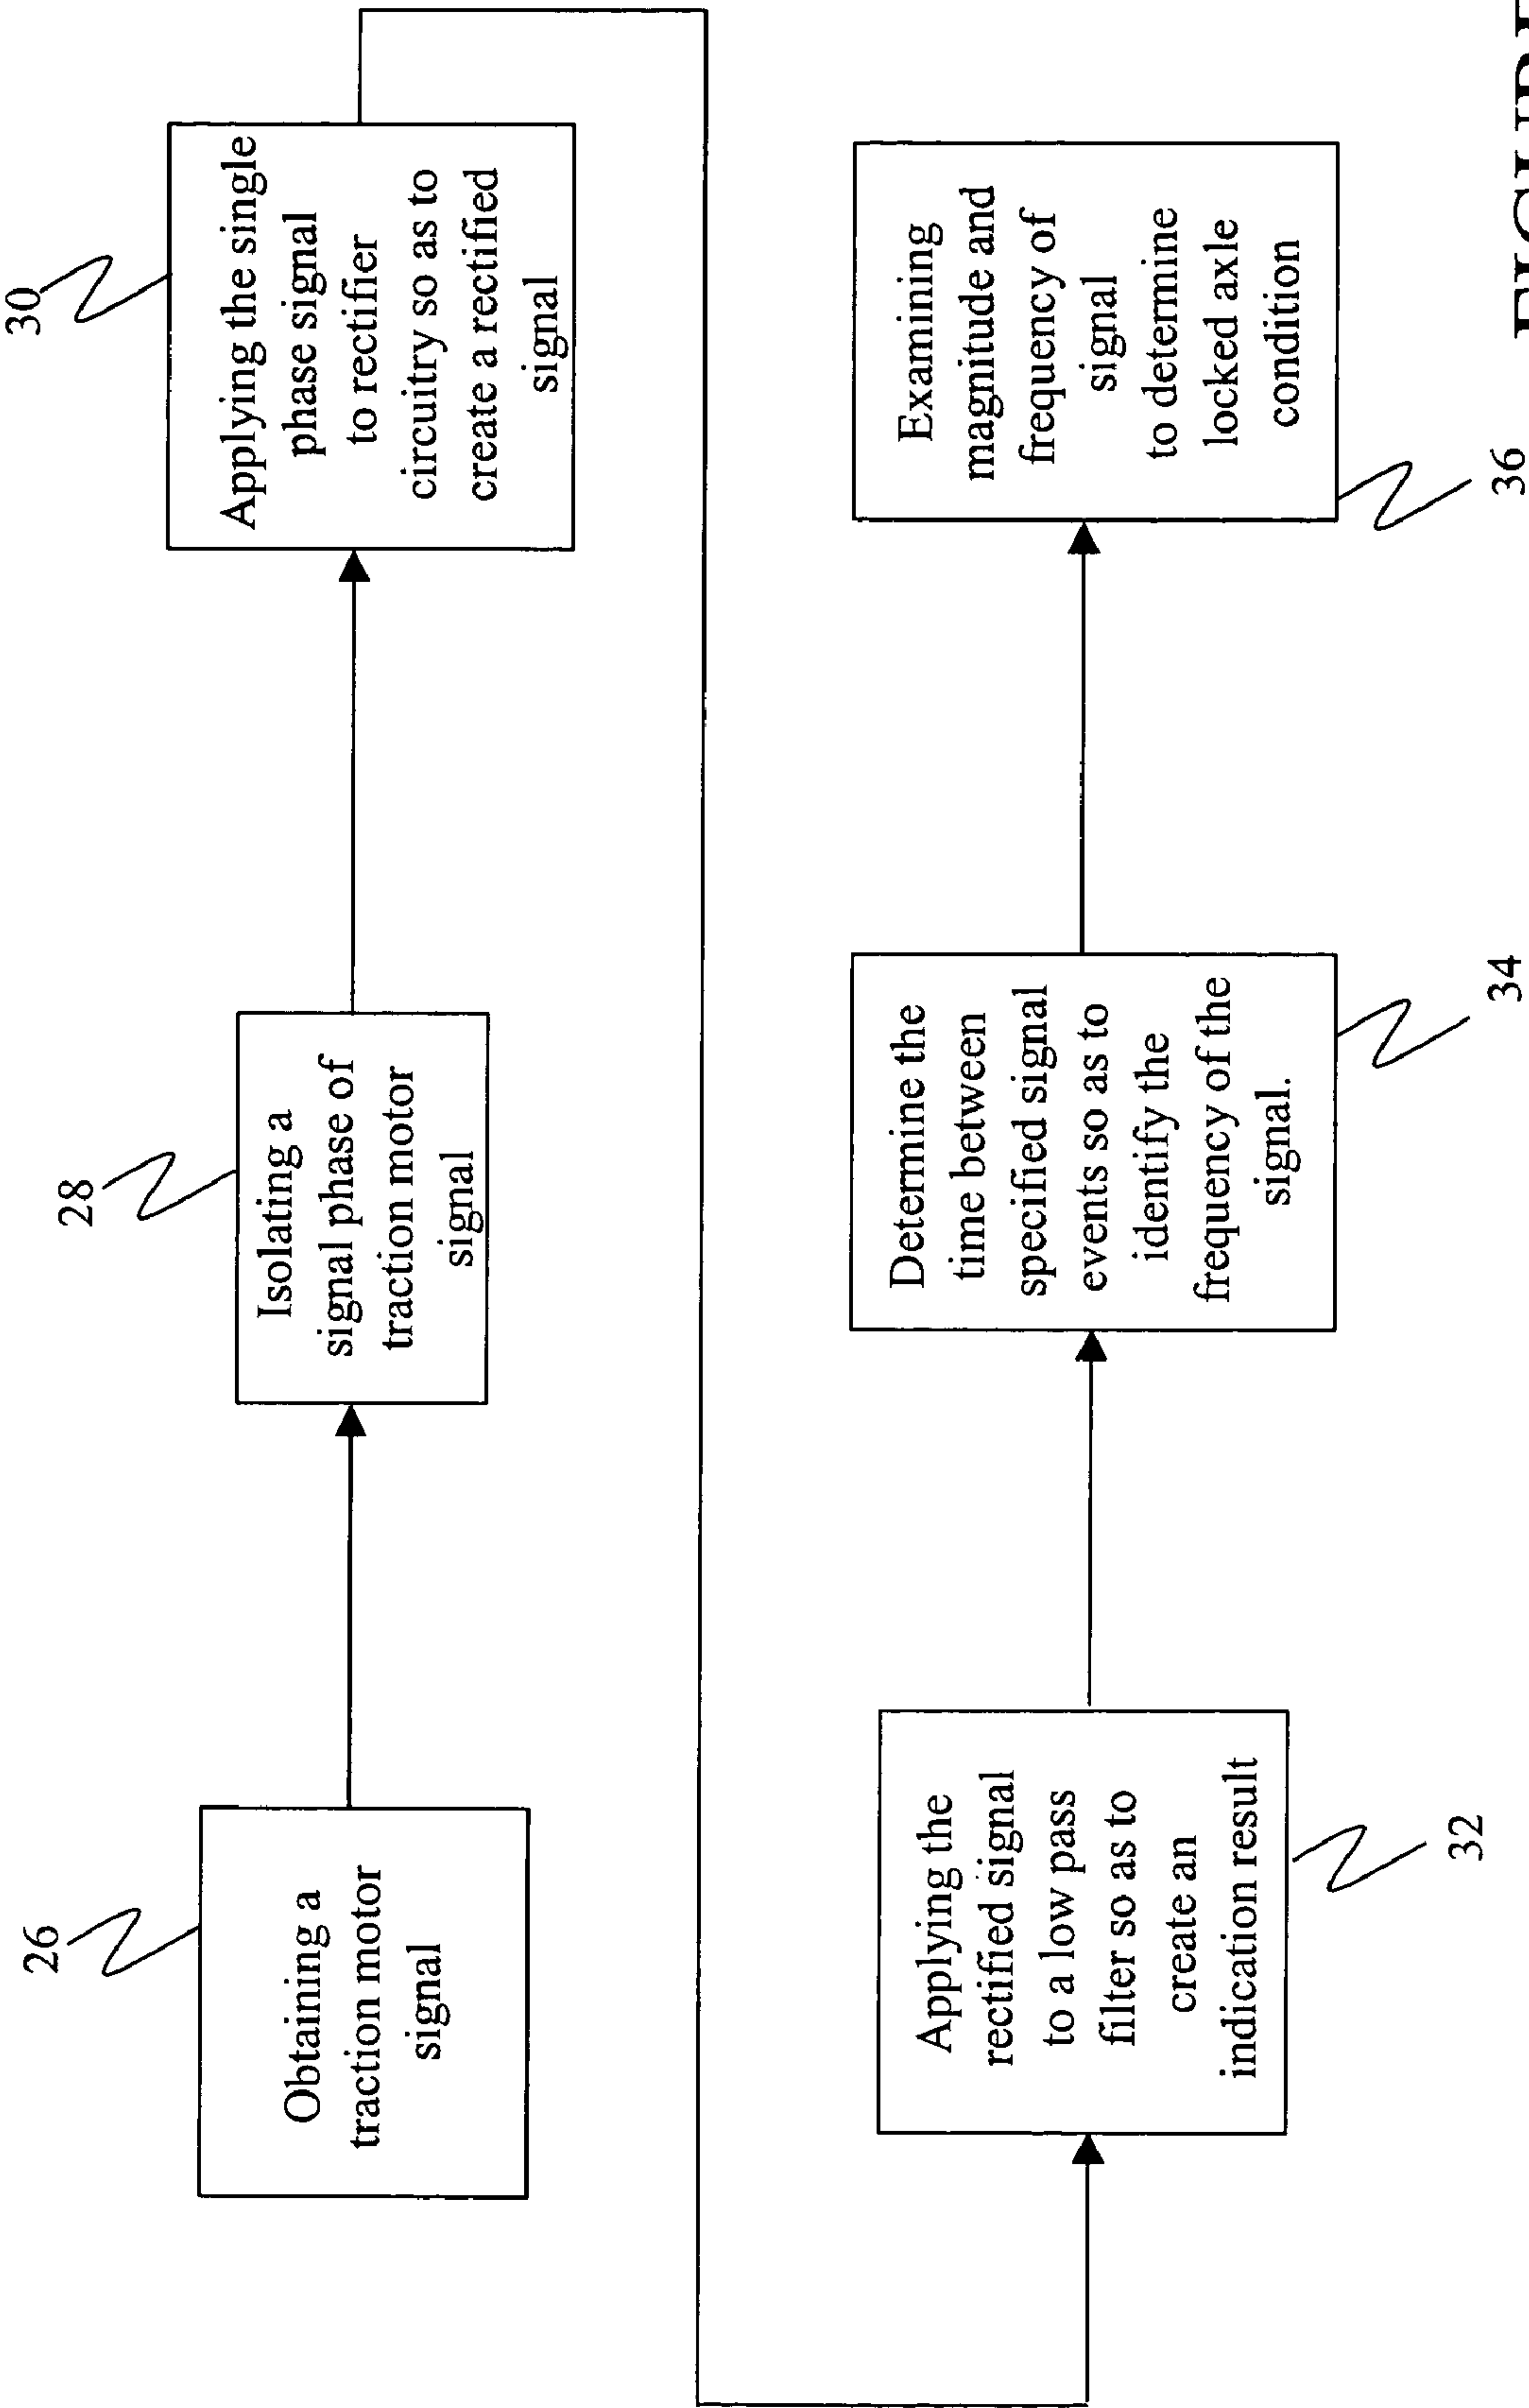 26
Obtaining a
traction motor
signal
28
Isolating a
signal phase of
traction motor
signal
30
Applying the single
phase signal
to rectifier
circuitry so as to
create a rectified
signal
Applying the
rectified signal
to a low pass
filter so as to
create an
indication result
32
Determine the
time between
specified signal
events so as to
identify the
frequency of the
signal.
34
Examining
magnitude and
frequency of
signal
to determine
locked axle
condition
36